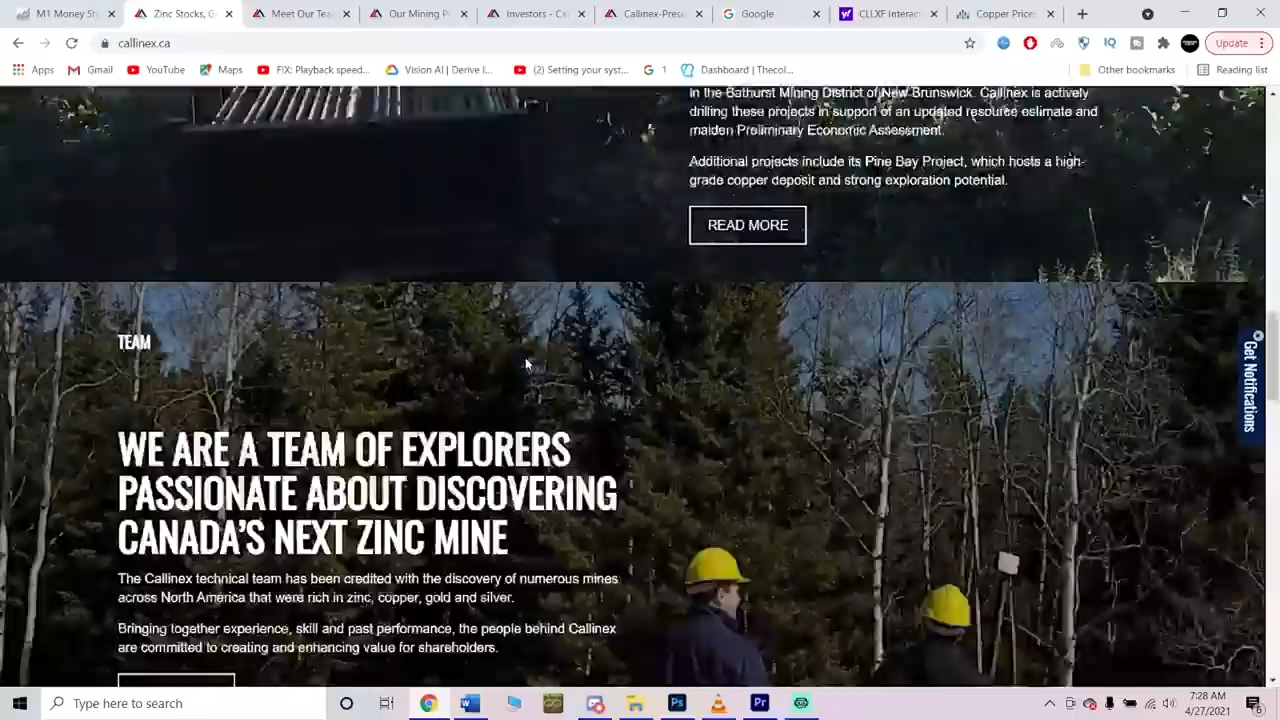 M1 Money St
Zinc Stocks, G
Meet Our Tea
Our Mining Pr
Investors - Ca
Callinex-Prese
Google
CLLXF Interac
Copper Prices
callinex.ca
Update
Apps
Gmail
YouTube
Maps
FIX: Playback speed...
Vision AI | Derive I...
(2) Setting your syst...
1
Dashboard | Thecol...
Other bookmarks
Reading list
in the Bathurst Mining District of New Brunswick. Callinex is actively
drilling these projects in support of an updated resource estimate and
maiden Preliminary Economic Assessment.
Additional projects include its Pine Bay Project, which hosts a high-
grade copper deposit and strong exploration potential.
READ MORE
Get Notifications
TEAM
WE ARE A TEAM OF EXPLORERS
PASSIONATE ABOUT DISCOVERING
CANADA'S NEXT ZINC MINE
The Callinex technical team has been credited with the discovery of numerous mines
across North America that were rich in zinc, copper, gold and silver.
Bringing together experience, skill and past performance, the people behind Callinex
are committed to creating and enhancing value for shareholders.
Type here to search
7:28 AM
4/27/2021